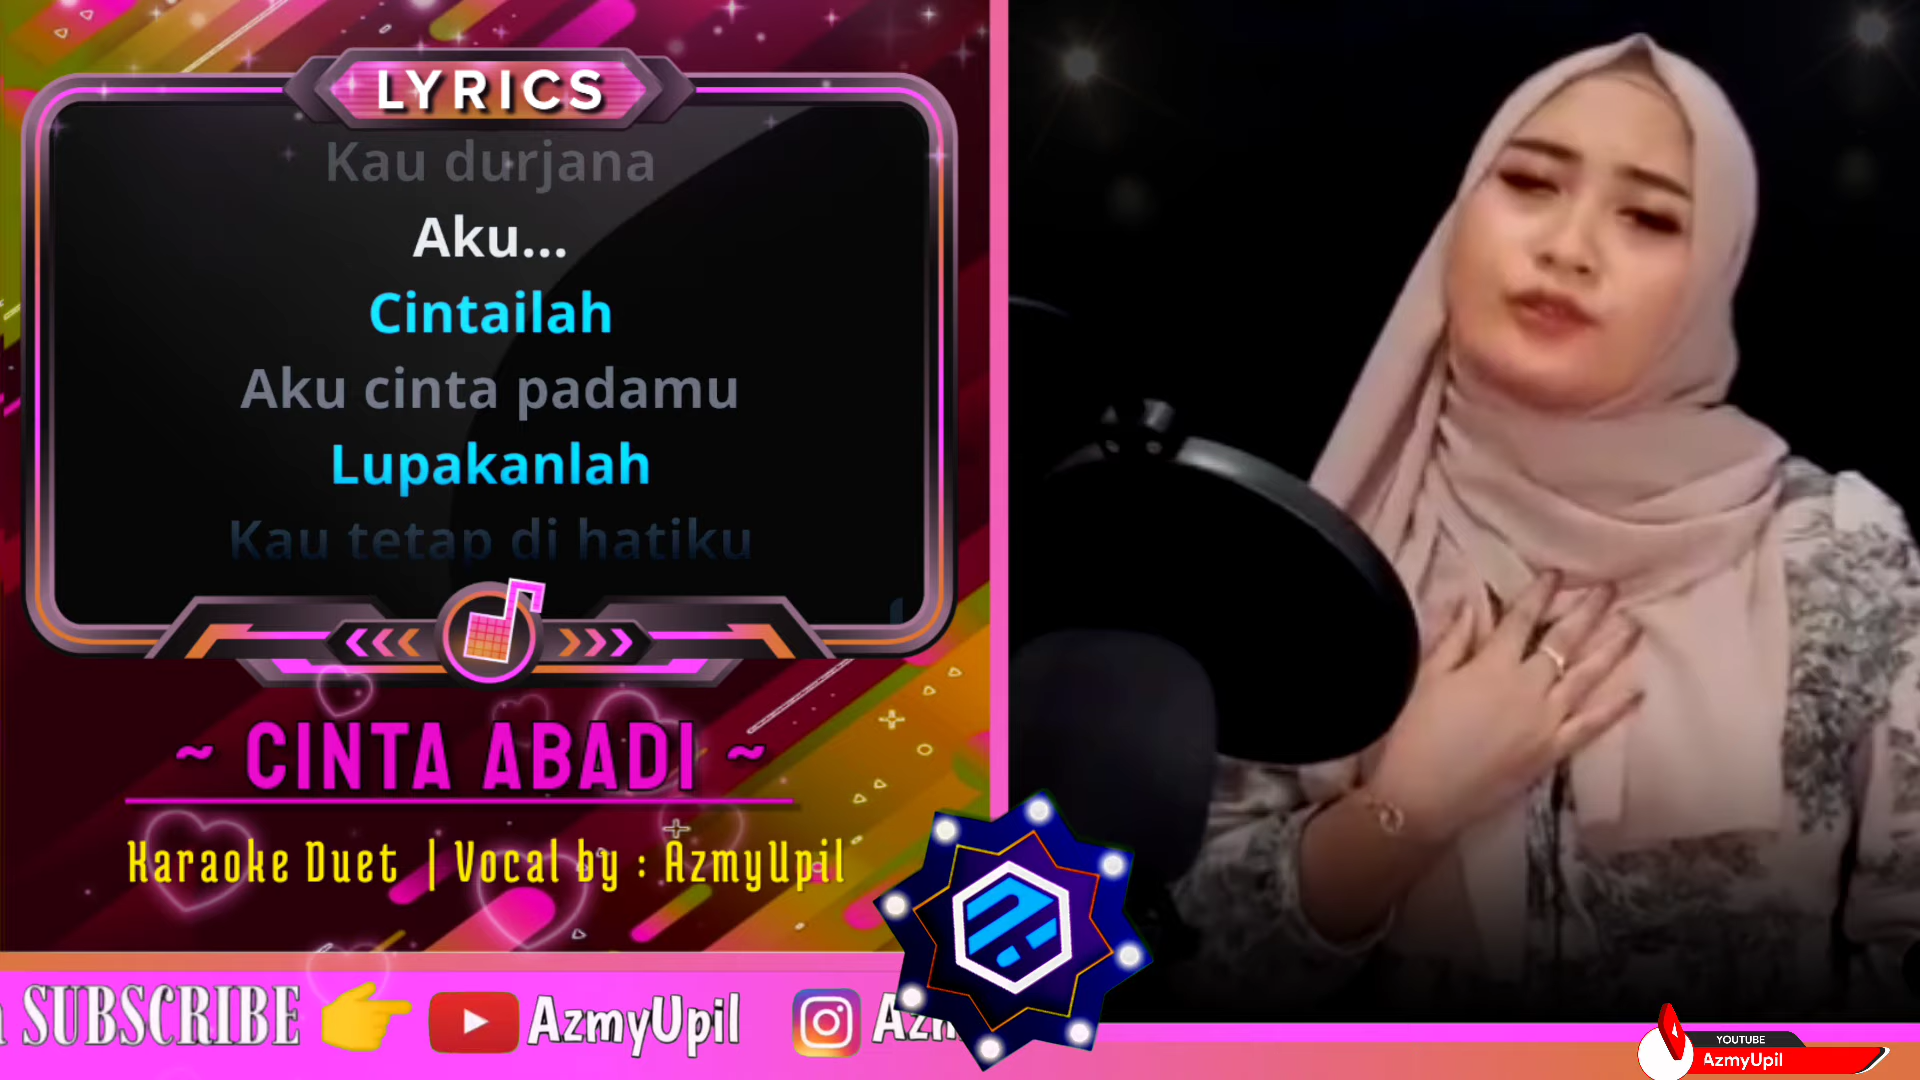 LYRICS
Kau durjana
Aku...
Cintailah
Aku cinta padamu
Lupakanlah
Kau tetap di hatiku
~ CINTA ABADI ~
Karaoke Duet | Vocal by : AzmyUpil
SUBSCRIBE 👉 AzmyUpil
YOUTUBE
AzmyUpil